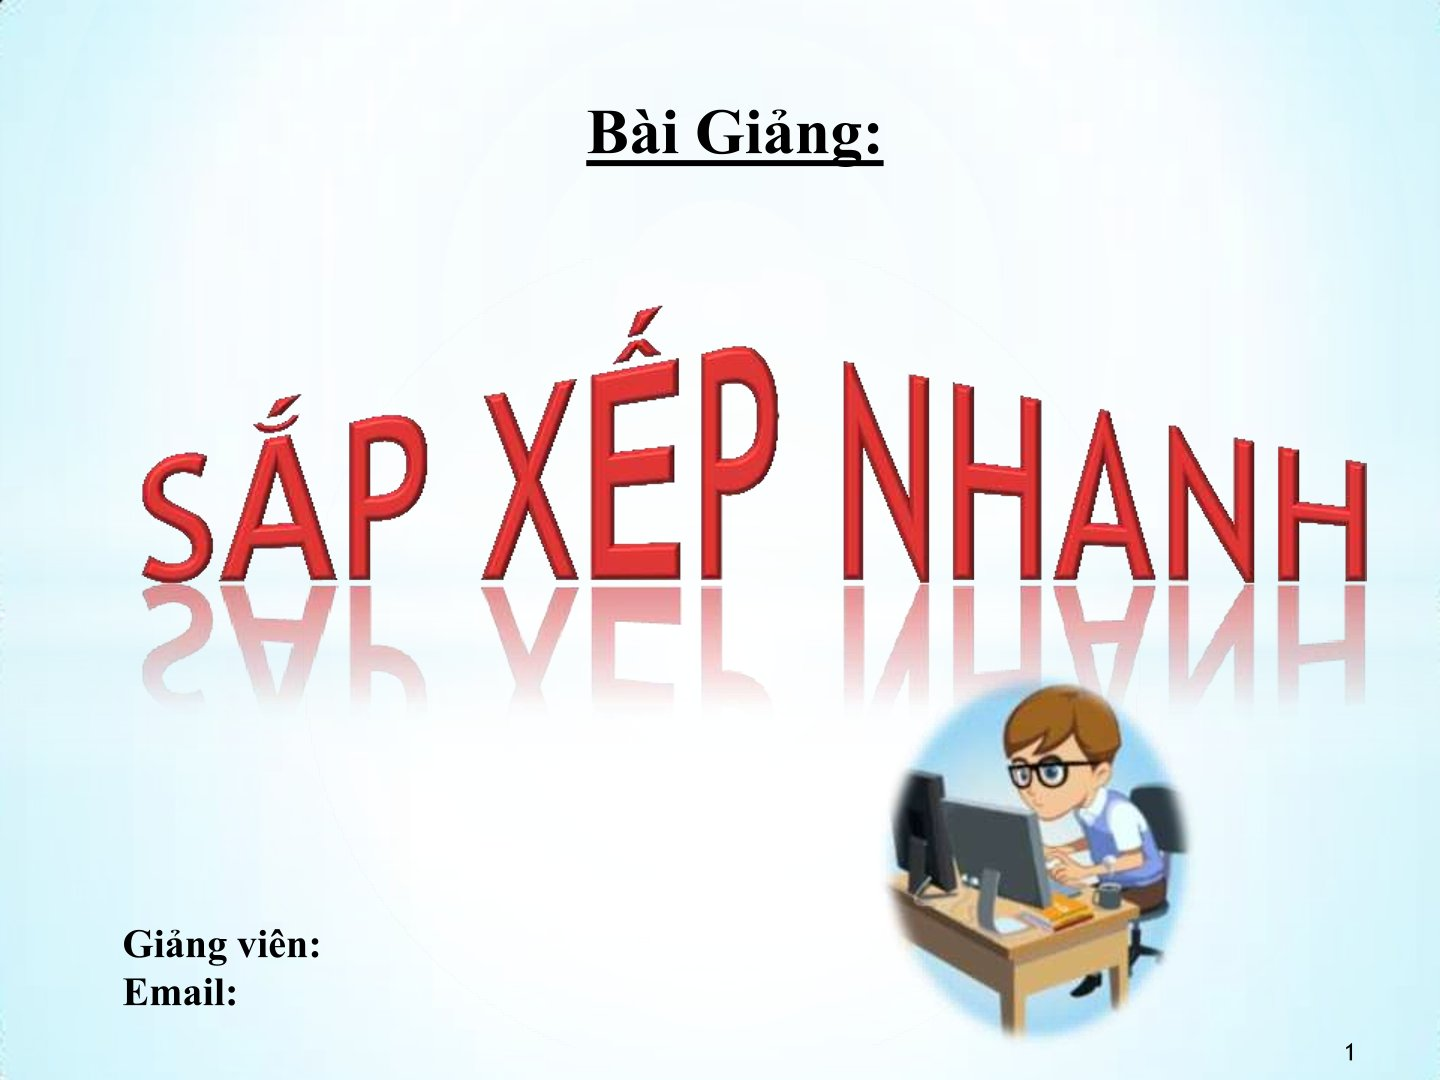 Bài Giảng:
SẮP XẾP NHANH
Giảng viên:
Email:
1